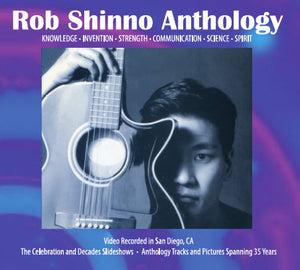 Rob Shinno Anthology
KNOWLEDGE • INVENTION • STRENGTH • COMMUNICATION • SCIENCE • SPIRIT
Video Recorded in San Diego, CA
The Celebration and Decades Slideshows • Anthology Tracks and Pictures Spanning 35 Years